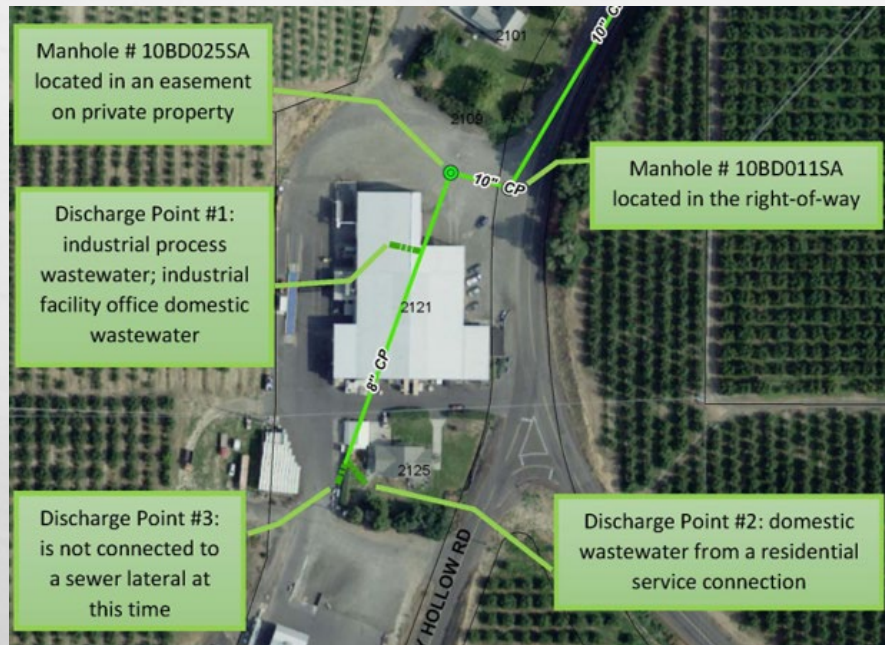 Manhole # 10BD025SA
located in an easement
on private property
2101
10" C
2109
10" CP
Manhole # 10BD011SA
located in the right-of-way
Discharge Point #1:
industrial process
wastewater; industrial
facility office domestic
wastewater
2121
8" CP
2125
Discharge Point #3:
is not connected to
a sewer lateral at
this time
HOLLOW RD
Discharge Point #2: domestic
wastewater from a residential
service connection